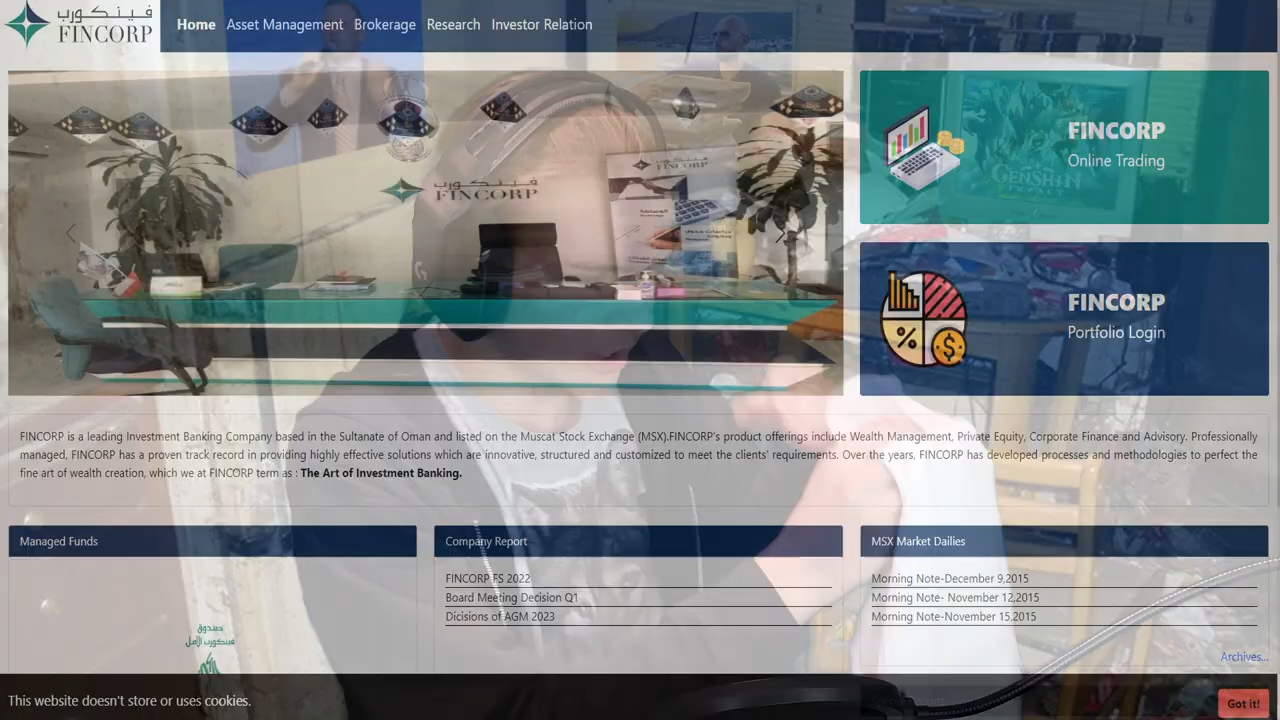 فينكورب
FINCORP
Home Asset Management Brokerage Research Investor Relation
فينكورب
FINCORP
فينكورب
FINCORP
GENSHIN
IMPACT
FINCORP
Online Trading
FINCORP
Portfolio Login
FINCORP is a leading Investment Banking Company based in the Sultanate of Oman and listed on the Muscat Stock Exchange (MSX).FINCORP's product offerings include Wealth Management, Private Equity, Corporate Finance and Advisory. Professionally
managed, FINCORP has a proven track record in providing highly effective solutions which are innovative, structured and customized to meet the clients' requirements. Over the years, FINCORP has developed processes and methodologies to perfect the
fine art of wealth creation, which we at FINCORP term as : The Art of Investment Banking.
Managed Funds
صندوق
فينكورب الأمل
Company Report
FINCORP FS 2022
Board Meeting Decision Q1
Dicisions of AGM 2023
MSX Market Dailies
Morning Note-December 9,2015
Morning Note- November 12,2015
Morning Note-November 15,2015
Archives...
This website doesn't store or uses cookies.
Got it!